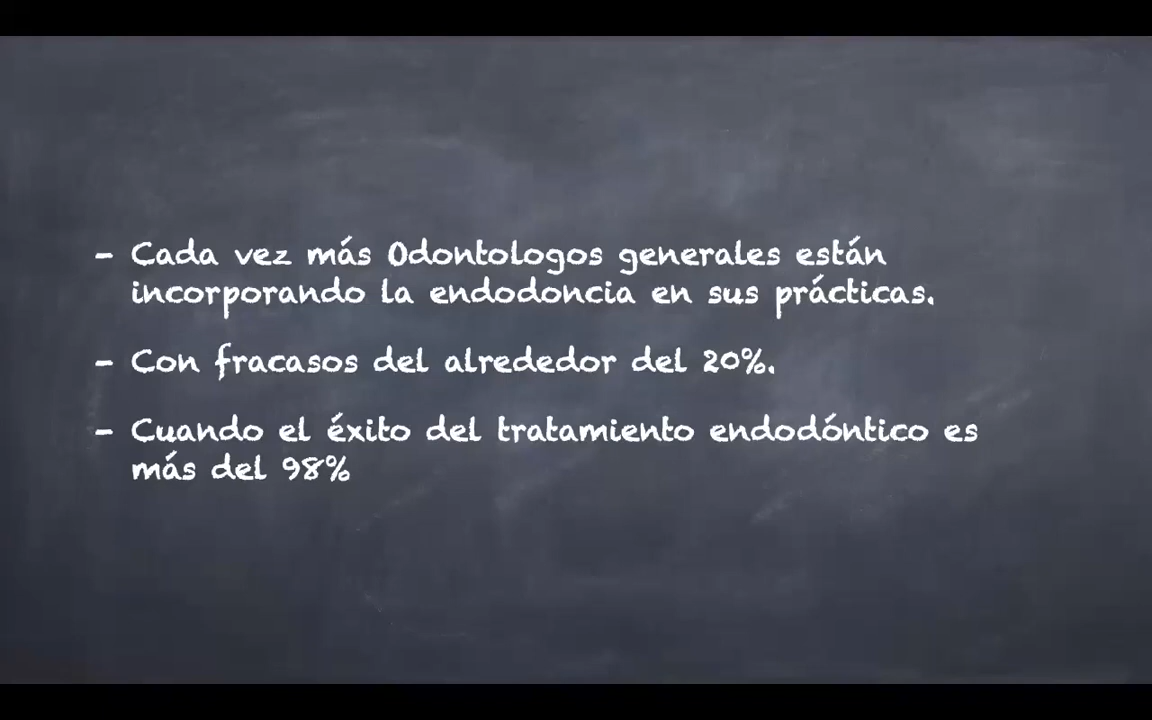 - Cada vez más Odontologos generales están
incorporando la endodoncia en sus prácticas.
- Con fracasos del alrededor del 20%.
- Cuando el éxito del tratamiento endodóntico es
más del 98%